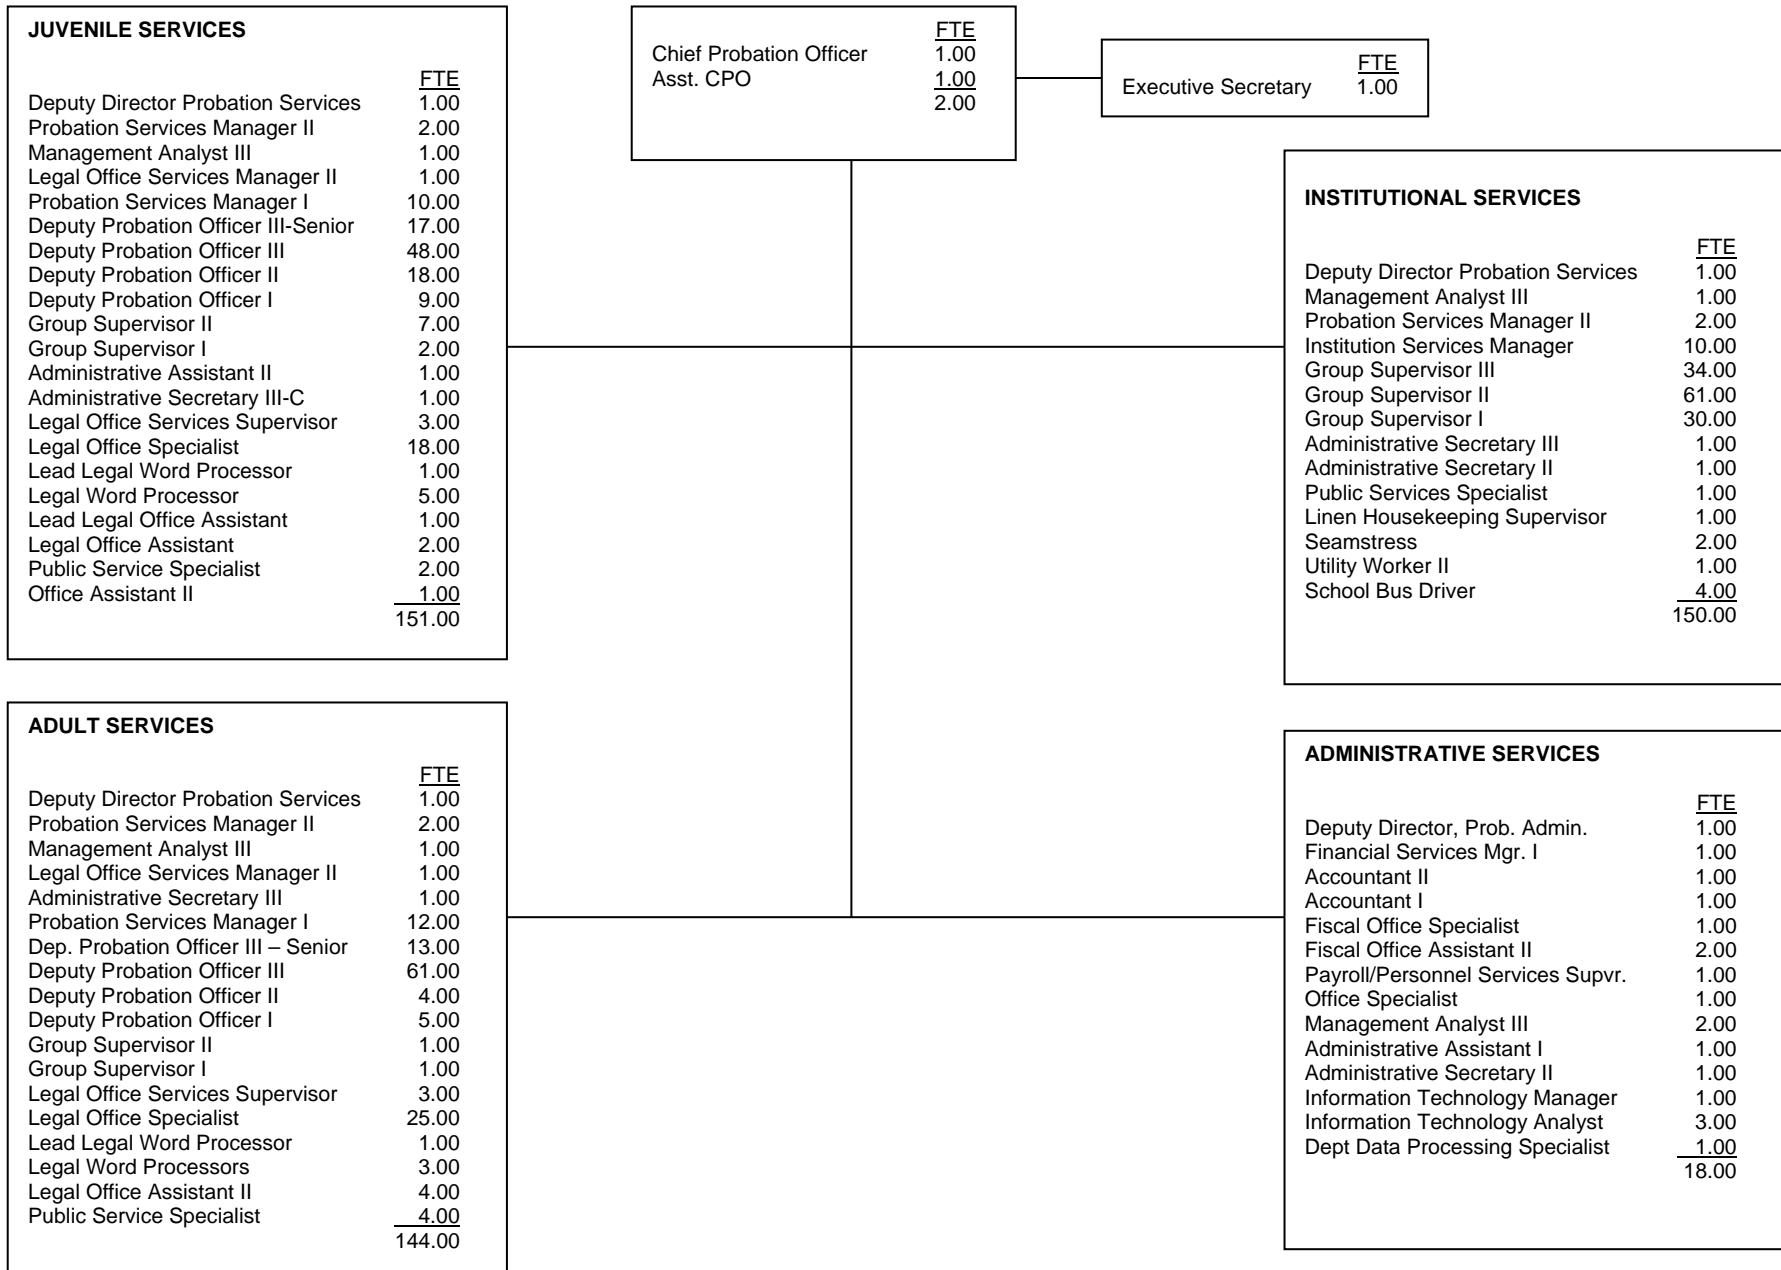 JUVENILE SERVICES
FTE
Deputy Director Probation Services 1.00
Probation Services Manager II 2.00
Management Analyst III 1.00
Legal Office Services Manager II 1.00
Probation Services Manager I 10.00
Deputy Probation Officer III-Senior 17.00
Deputy Probation Officer III 48.00
Deputy Probation Officer II 18.00
Deputy Probation Officer I 9.00
Group Supervisor II 7.00
Group Supervisor I 2.00
Administrative Assistant II 1.00
Administrative Secretary III-C 1.00
Legal Office Services Supervisor 3.00
Legal Office Specialist 18.00
Lead Legal Word Processor 1.00
Legal Word Processor 5.00
Lead Legal Office Assistant 1.00
Legal Office Assistant 2.00
Public Service Specialist 2.00
Office Assistant II 1.00
151.00
FTE
Chief Probation Officer 1.00
Asst. CPO 1.00
2.00
FTE
Executive Secretary 1.00
INSTITUTIONAL SERVICES
FTE
Deputy Director Probation Services 1.00
Management Analyst III 1.00
Probation Services Manager II 2.00
Institution Services Manager 10.00
Group Supervisor III 34.00
Group Supervisor II 61.00
Group Supervisor I 30.00
Administrative Secretary III 1.00
Administrative Secretary II 1.00
Public Services Specialist 1.00
Linen Housekeeping Supervisor 1.00
Seamstress 2.00
Utility Worker II 1.00
School Bus Driver 4.00
150.00
ADULT SERVICES
FTE
Deputy Director Probation Services 1.00
Probation Services Manager II 2.00
Management Analyst III 1.00
Legal Office Services Manager II 1.00
Administrative Secretary III 1.00
Probation Services Manager I 12.00
Dep. Probation Officer III – Senior 13.00
Deputy Probation Officer III 61.00
Deputy Probation Officer II 4.00
Deputy Probation Officer I 5.00
Group Supervisor II 1.00
Group Supervisor I 1.00
Legal Office Services Supervisor 3.00
Legal Office Specialist 25.00
Lead Legal Word Processor 1.00
Legal Word Processors 3.00
Legal Office Assistant II 4.00
Public Service Specialist 4.00
144.00
ADMINISTRATIVE SERVICES
FTE
Deputy Director, Prob. Admin. 1.00
Financial Services Mgr. I 1.00
Accountant II 1.00
Accountant I 1.00
Fiscal Office Specialist 1.00
Fiscal Office Assistant II 2.00
Payroll/Personnel Services Supvr. 1.00
Office Specialist 1.00
Management Analyst III 2.00
Administrative Assistant I 1.00
Administrative Secretary II 1.00
Information Technology Manager 1.00
Information Technology Analyst 3.00
Dept Data Processing Specialist 1.00
18.00